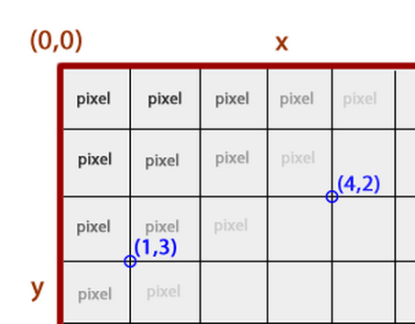 (0,0) x
pixel pixel pixel pixel pixel
pixel pixel pixel pixel
(4,2)
pixel pixel pixel
(1,3)
y pixel pixel